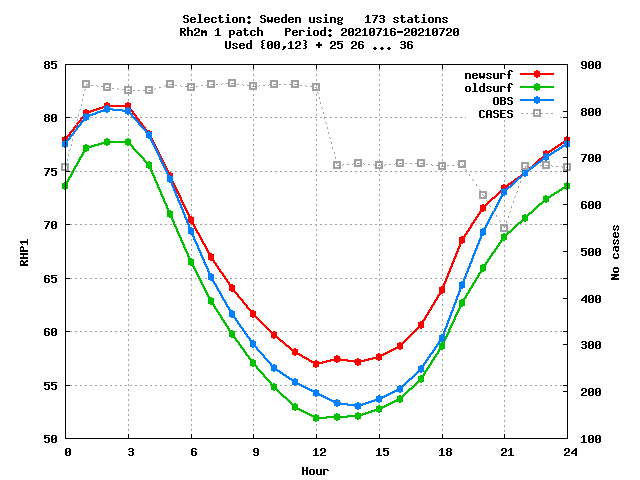 Selection: Sweden using   173 stations
Rh2m 1 patch   Period: 20210716-20210720
Used {00,12} + 25 26 ... 36
newsurf
oldsurf
OBS
CASES
85
80
75
70
65
60
55
50
RHP1
900
800
700
600
500
400
300
200
100
No cases
0 3 6 9 12 15 18 21 24
Hour